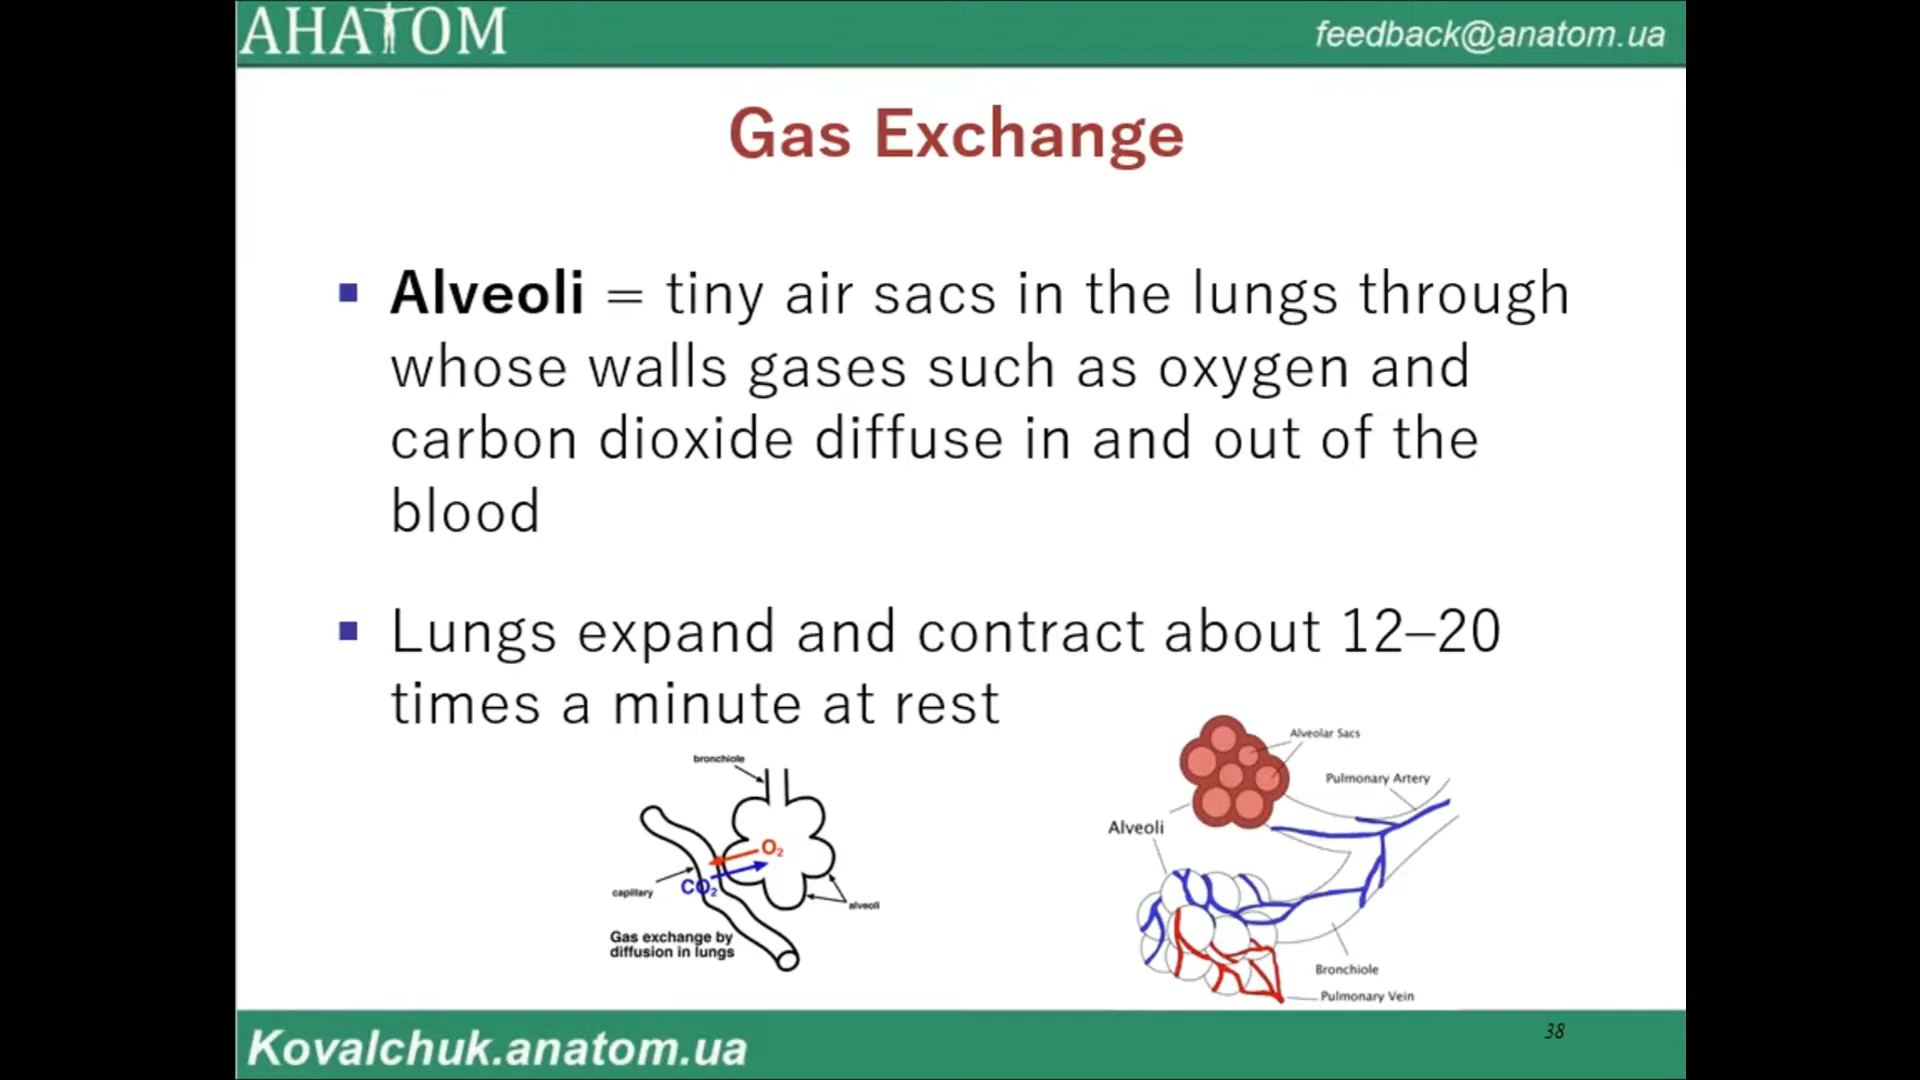 AHATOM
feedback@anatom.ua
Gas Exchange
Alveoli = tiny air sacs in the lungs through
whose walls gases such as oxygen and
carbon dioxide diffuse in and out of the
blood
Lungs expand and contract about 12–20
times a minute at rest
bronchiole
O₂
CO₂
capillary
alveoli
Gas exchange by
diffusion in lungs
Alveolar Sacs
Pulmonary Artery
Alveoli
Bronchiole
Pulmonary Vein
Kovalchuk.anatom.ua
38